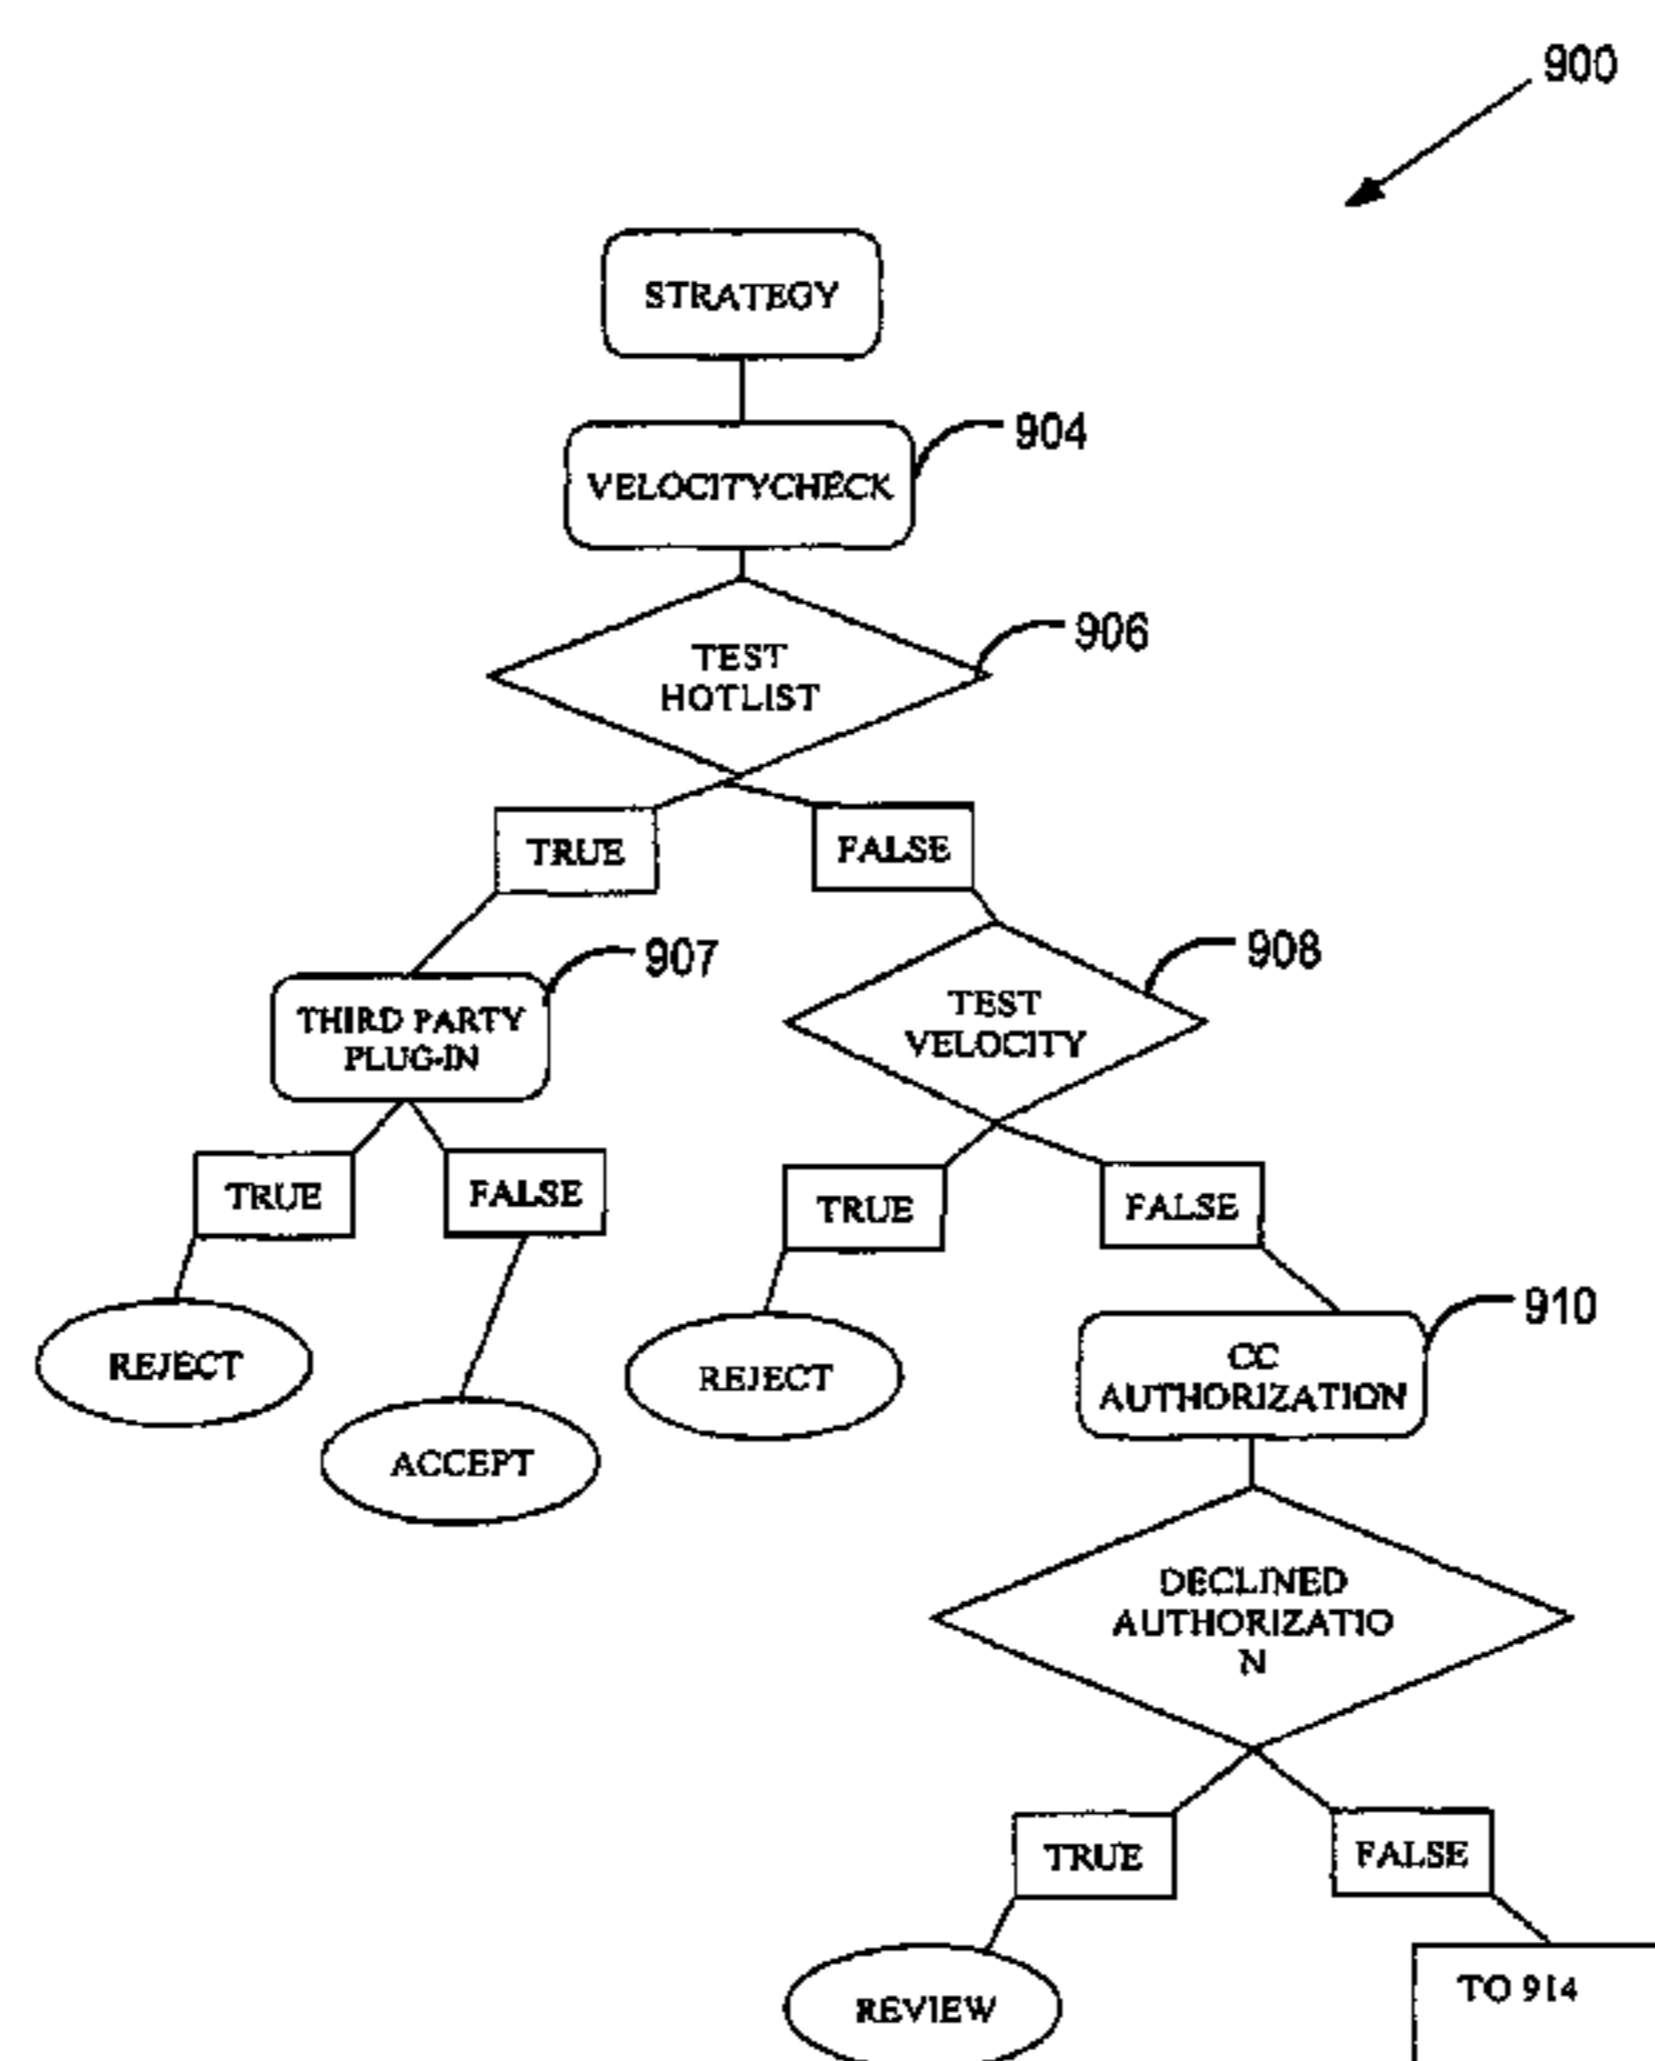 900
STRATEGY
904
VELOCITYCHECK
906
TEST
HOTLIST
TRUE
FALSE
907
908
THIRD PARTY
PLUG-IN
TEST
VELOCITY
TRUE
FALSE
TRUE
FALSE
910
REJECT
REJECT
CC
AUTHORIZATION
ACCEPT
DECLINED
AUTHORIZATIO
N
TRUE
FALSE
REVIEW
TO 914